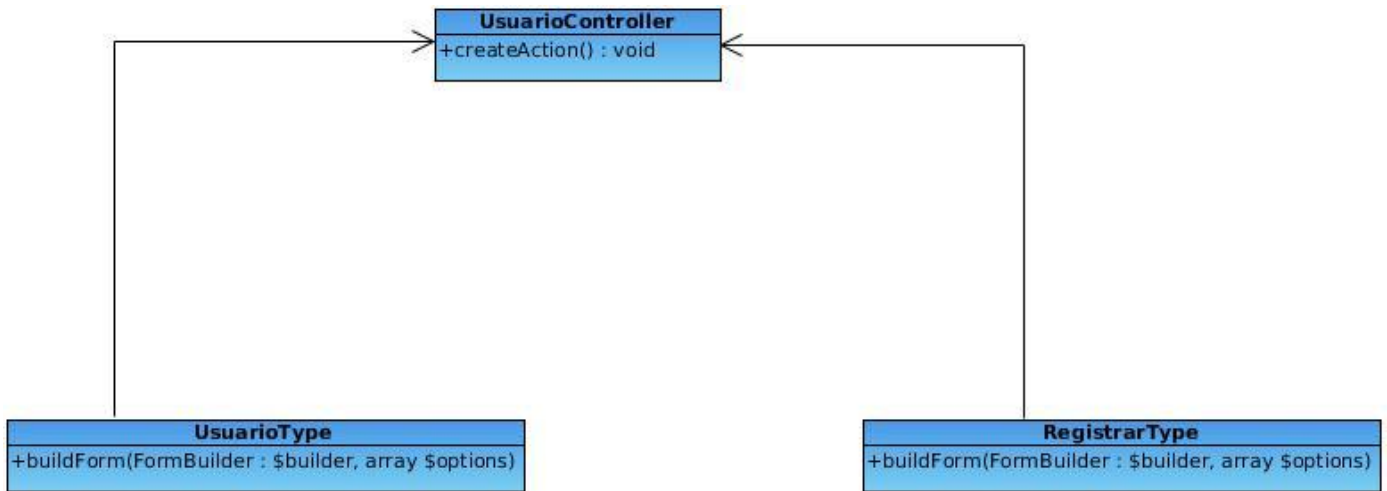 UsuarioController
+createAction() : void
UsuarioType
+buildForm(FormBuilder : $builder, array $options)
RegistrarType
+buildForm(FormBuilder : $builder, array $options)